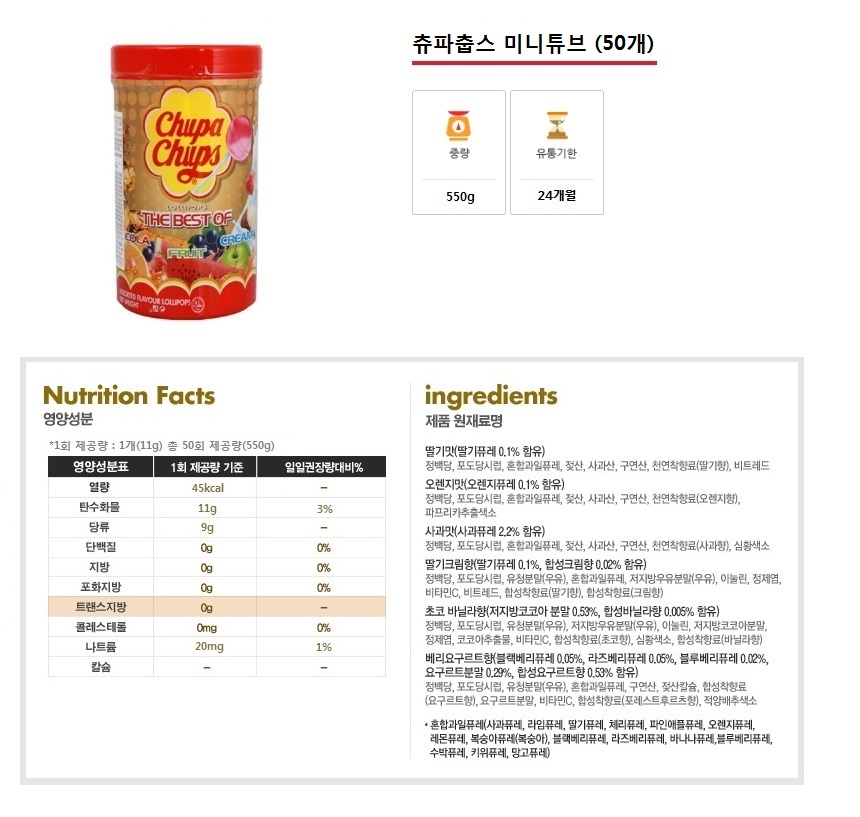 츄파춥스 미니튜브 (50개)
중량
550g
유통기한
24개월
Chupa
Chups
LOLLIPOPS
THE BEST OF
COLA
FRUIT
CREAMY
ASSORTED FLAVOUR LOLLIPOPS
NET WEIGHT
Nutrition Facts
영양성분
*1회 제공량 : 1개(11g) 총 50회 제공량(550g)
영양성분표 1회 제공량 기준 일일권장량대비%
열량 45kcal –
탄수화물 11g 3%
당류 9g –
단백질 0g 0%
지방 0g 0%
포화지방 0g 0%
트랜스지방 0g –
콜레스테롤 0mg 0%
나트륨 20mg 1%
칼슘 – –
ingredients
제품 원재료명
딸기맛(딸기퓨레 0.1% 함유)
정백당, 포도당시럽, 혼합과일퓨레, 젖산, 사과산, 구연산, 천연착향료(딸기향), 비트레드
오렌지맛(오렌지퓨레 0.1% 함유)
정백당, 포도당시럽, 혼합과일퓨레, 젖산, 사과산, 구연산, 천연착향료(오렌지향),
파프리카추출색소
사과맛(사과퓨레 2.2% 함유)
정백당, 포도당시럽, 혼합과일퓨레, 젖산, 사과산, 구연산, 천연착향료(사과향), 심황색소
딸기크림향(딸기퓨레 0.1%, 합성크림향 0.02% 함유)
정백당, 포도당시럽, 유청분말(우유), 혼합과일퓨레, 저지방우유분말(우유), 이눌린, 정제염,
비타민C, 비트레드, 합성착향료(딸기향), 합성착향료(크림향)
초코 바닐라향(저지방코코아 분말 0.53%, 합성바닐라향 0.005% 함유)
정백당, 포도당시럽, 유청분말(우유), 저지방우유분말(우유), 이눌린, 저지방코코아분말,
정제염, 코코아추출물, 비타민C, 합성착향료(초코향), 심황색소, 합성착향료(바닐라향)
베리요구르트향(블랙베리퓨레 0.05%, 라즈베리퓨레 0.05%, 블루베리퓨레 0.02%,
요구르트분말 0.29%, 합성요구르트향 0.53% 함유)
정백당, 포도당시럽, 유청분말(우유), 혼합과일퓨레, 구연산, 젖산칼슘, 합성착향료
(요구르트향), 요구르트분말, 비타민C, 합성착향료(포레스트후르츠향), 적양배추색소
* 혼합과일퓨레(사과퓨레, 라임퓨레, 딸기퓨레, 체리퓨레, 파인애플퓨레, 오렌지퓨레,
레몬퓨레, 복숭아퓨레(복숭아), 블랙베리퓨레, 라즈베리퓨레, 바나나퓨레,블루베리퓨레,
수박퓨레, 키위퓨레, 망고퓨레)